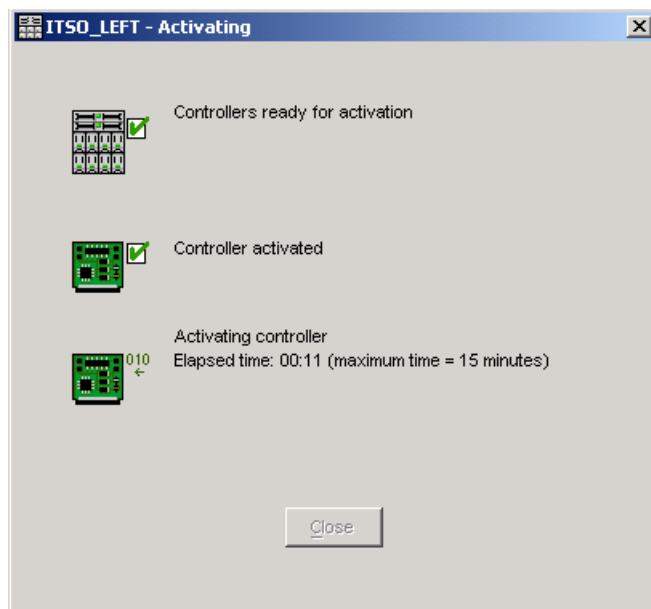 ITSO_LEFT - Activating
Controllers ready for activation
Controller activated
010
Activating controller
Elapsed time: 00:11 (maximum time = 15 minutes)
Close